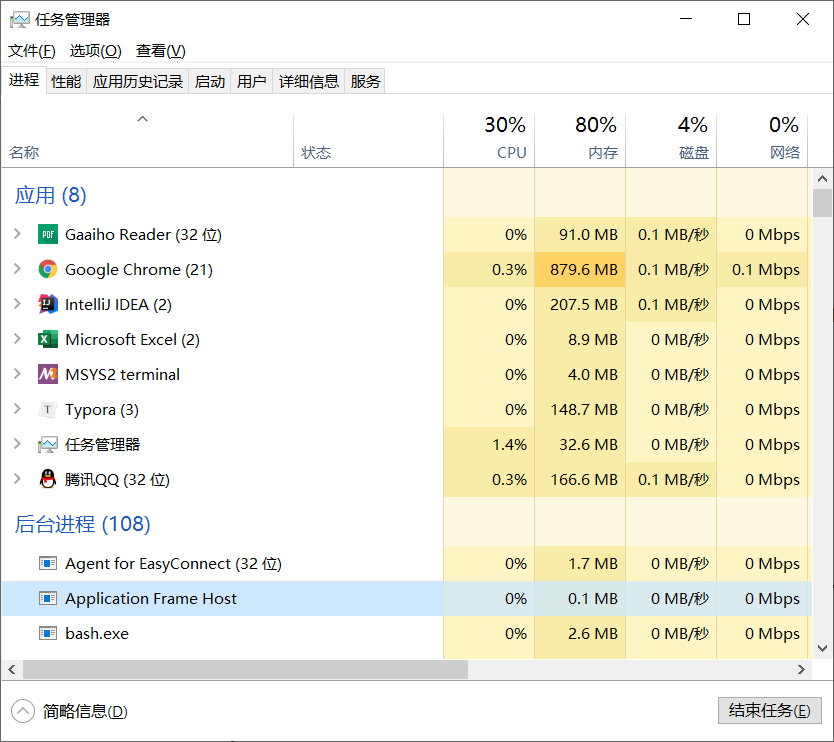 任务管理器
文件(F) 选项(O) 查看(V)
进程 性能 应用历史记录 启动 用户 详细信息 服务
30% 80% 4% 0%
名称 状态 CPU 内存 磁盘 网络
应用 (8)
PDF Gaaiho Reader (32 位) 0% 91.0 MB 0.1 MB/秒 0 Mbps
Google Chrome (21) 0.3% 879.6 MB 0.1 MB/秒 0.1 Mbps
IJ IntelliJ IDEA (2) 0% 207.5 MB 0.1 MB/秒 0 Mbps
X Microsoft Excel (2) 0% 8.9 MB 0 MB/秒 0 Mbps
M MSYS2 terminal 0% 4.0 MB 0 MB/秒 0 Mbps
T Typora (3) 0% 148.7 MB 0 MB/秒 0 Mbps
任务管理器 1.4% 32.6 MB 0 MB/秒 0 Mbps
腾讯QQ (32 位) 0.3% 166.6 MB 0.1 MB/秒 0 Mbps
后台进程 (108)
Agent for EasyConnect (32 位) 0% 1.7 MB 0 MB/秒 0 Mbps
Application Frame Host 0% 0.1 MB 0 MB/秒 0 Mbps
bash.exe 0% 2.6 MB 0 MB/秒 0 Mbps
简略信息(D) 结束任务(E)